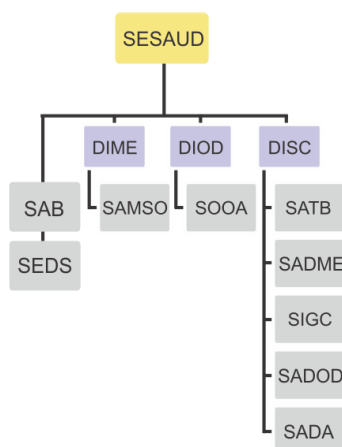 SESAUD
DIME
DIOD
DISC
SAB
SAMSO
SOOA
SATB
SEDS
SADME
SIGC
SADOD
SADA